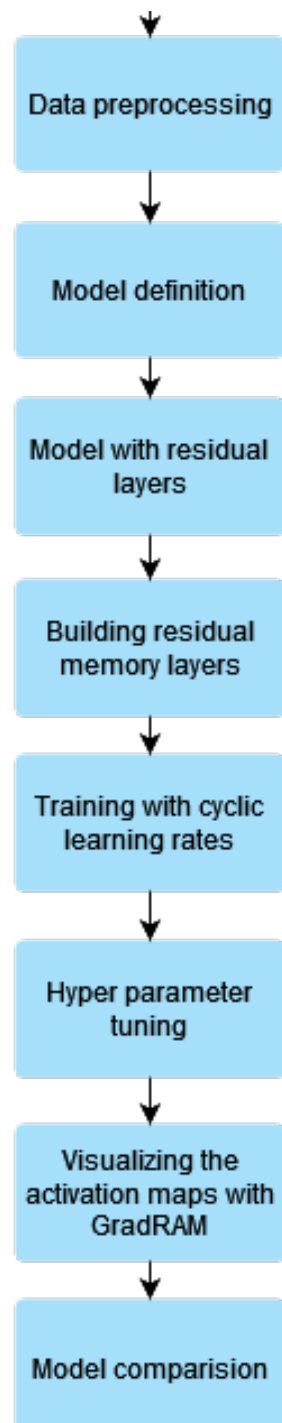 Data preprocessing
Model definition
Model with residual
layers
Building residual
memory layers
Training with cyclic
learning rates
Hyper parameter
tuning
Visualizing the
activation maps with
GradRAM
Model comparision